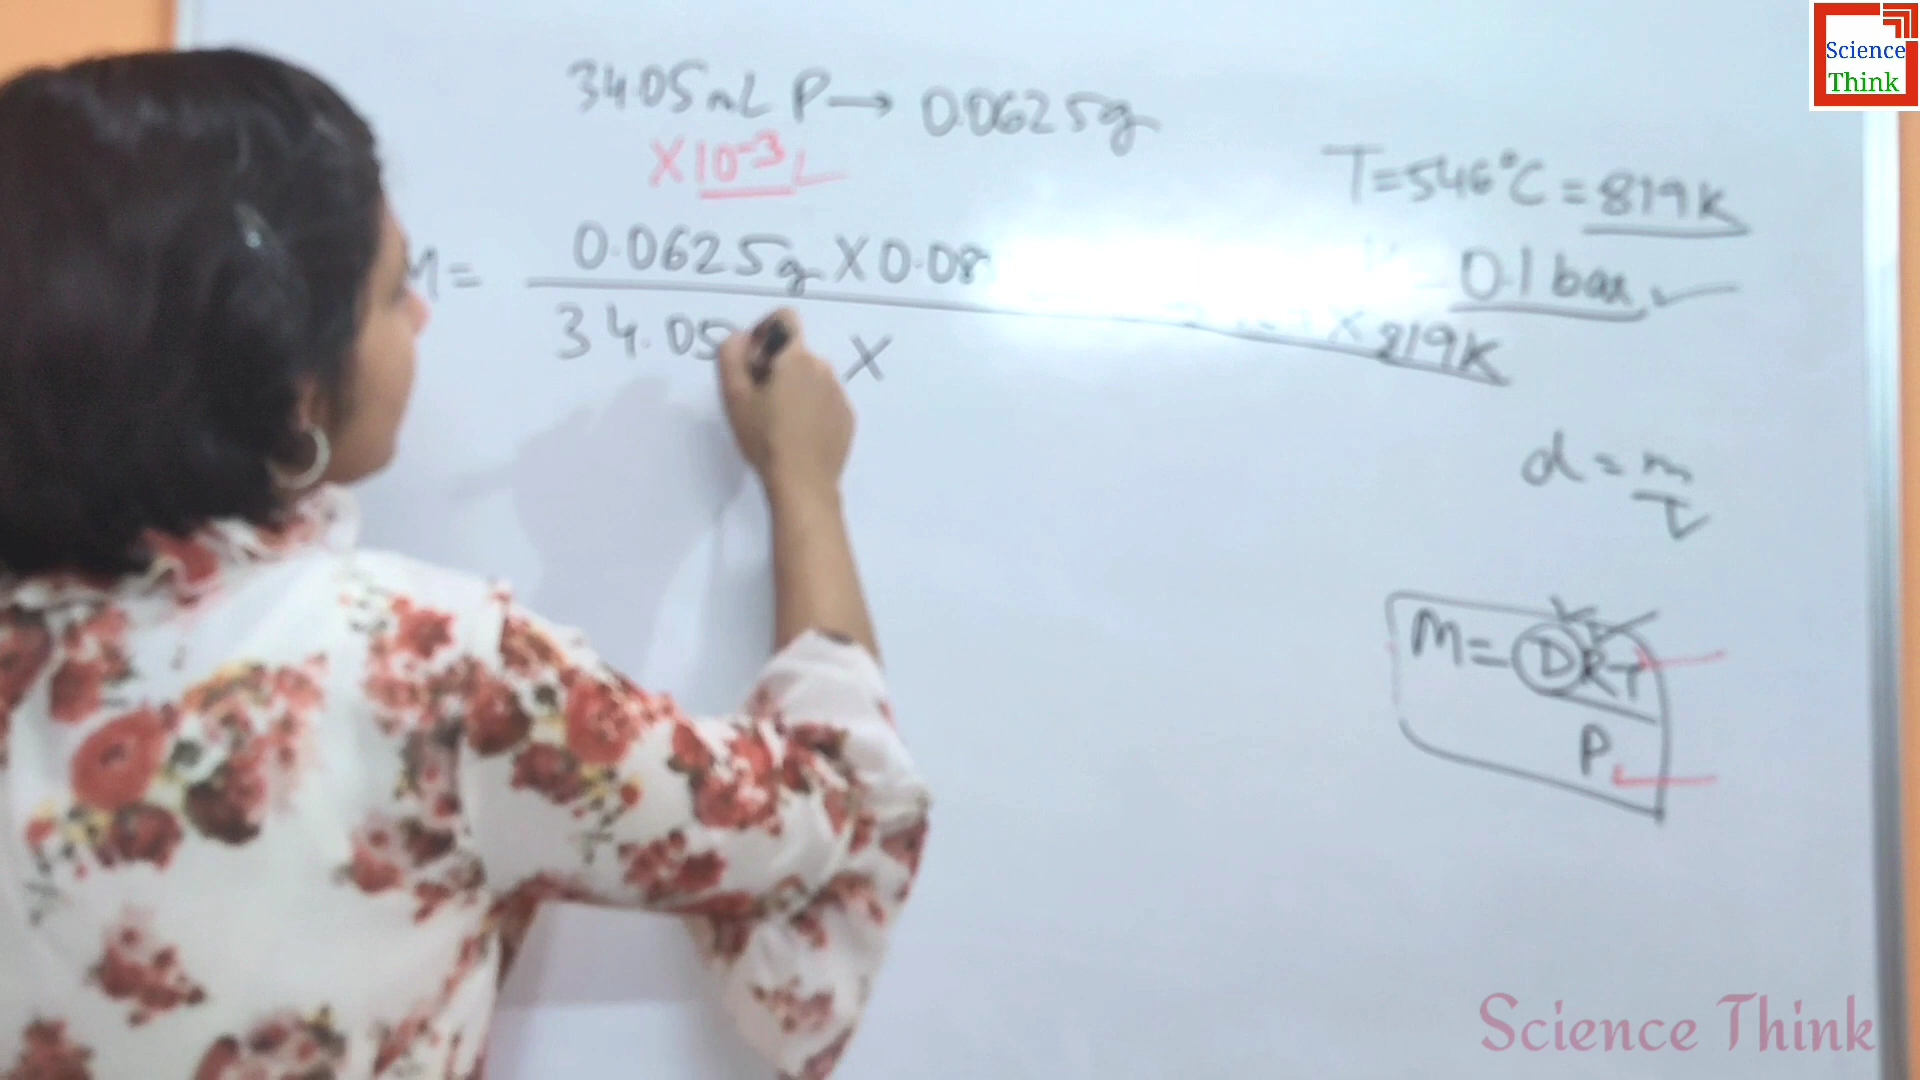 34.05 mL P → 0.0625g
× 10⁻³ L
T = 546°C = 819K
0.1 bar
M = 0.0625g × 0.08 × 819K
34.05 ×
d = m
V
M = DRT
P
Science
Think
Science Think